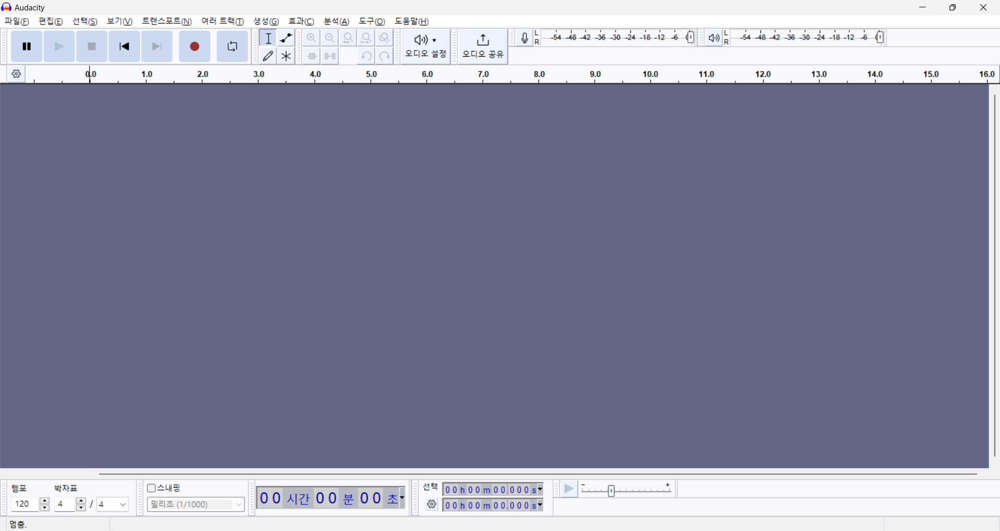 Audacity
파일(F) 편집(E) 선택(S) 보기(V) 트랜스포트(N) 여러 트랙(T) 생성(G) 효과(C) 분석(A) 도구(O) 도움말(H)
오디오 설정
오디오 공유
L
R
-54 -48 -42 -36 -30 -24 -18 -12 -6 0
L
R
-54 -48 -42 -36 -30 -24 -18 -12 -6 0
0.0 1.0 2.0 3.0 4.0 5.0 6.0 7.0 8.0 9.0 10.0 11.0 12.0 13.0 14.0 15.0 16.0
템포
120
박자표
4 / 4
스내핑
밀리초 (1/1000)
00 시간 00 분 00 초
선택
00 h 00 m 00.000 s
00 h 00 m 00.000 s
- +
멈춤.